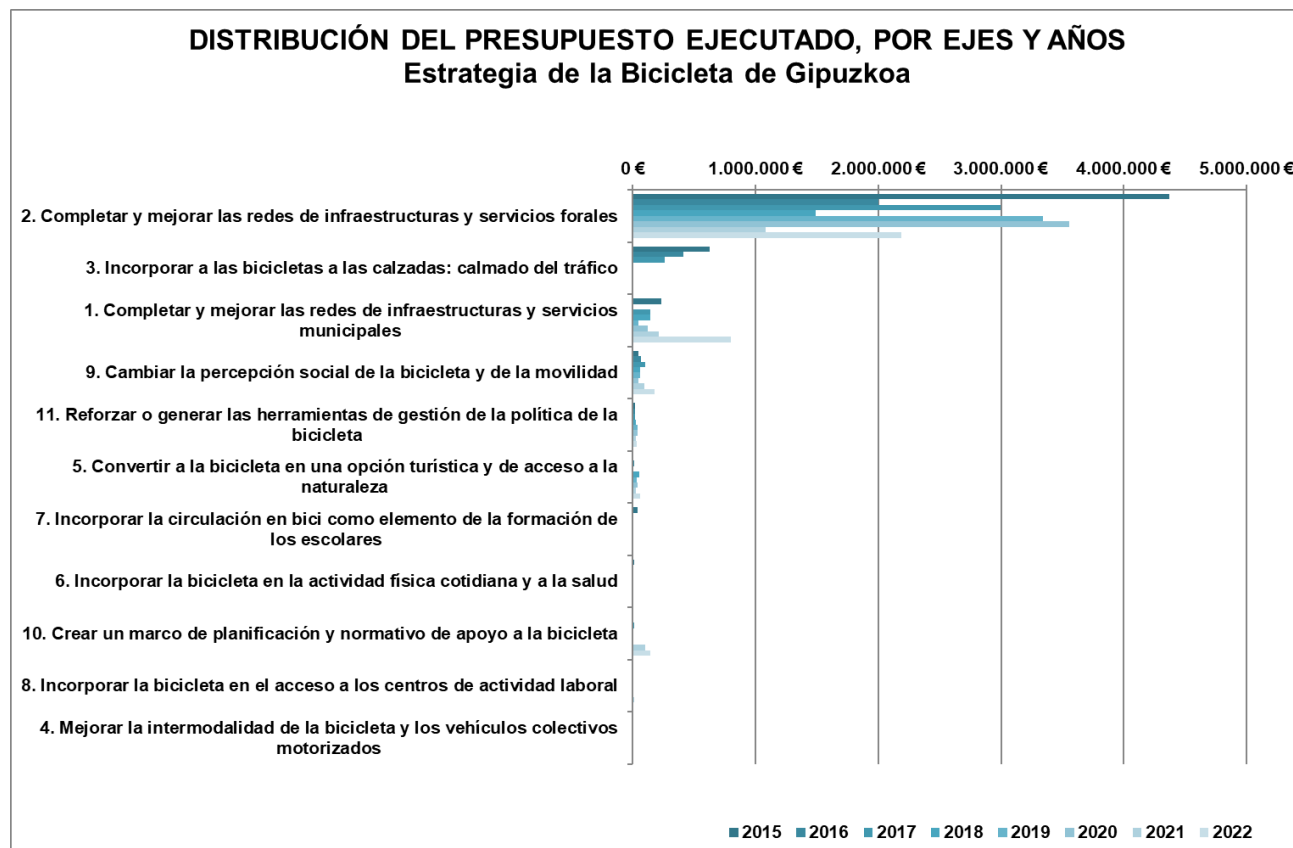 DISTRIBUCIÓN DEL PRESUPUESTO EJECUTADO, POR EJES Y AÑOS
Estrategia de la Bicicleta de Gipuzkoa
0 € 1.000.000 € 2.000.000 € 3.000.000 € 4.000.000 € 5.000.000 €
2. Completar y mejorar las redes de infraestructuras y servicios forales
3. Incorporar a las bicicletas a las calzadas: calmado del tráfico
1. Completar y mejorar las redes de infraestructuras y servicios
municipales
9. Cambiar la percepción social de la bicicleta y de la movilidad
11. Reforzar o generar las herramientas de gestión de la política de la
bicicleta
5. Convertir a la bicicleta en una opción turística y de acceso a la
naturaleza
7. Incorporar la circulación en bici como elemento de la formación de
los escolares
6. Incorporar la bicicleta en la actividad física cotidiana y a la salud
10. Crear un marco de planificación y normativo de apoyo a la bicicleta
8. Incorporar la bicicleta en el acceso a los centros de actividad laboral
4. Mejorar la intermodalidad de la bicicleta y los vehículos colectivos
motorizados
2015 2016 2017 2018 2019 2020 2021 2022